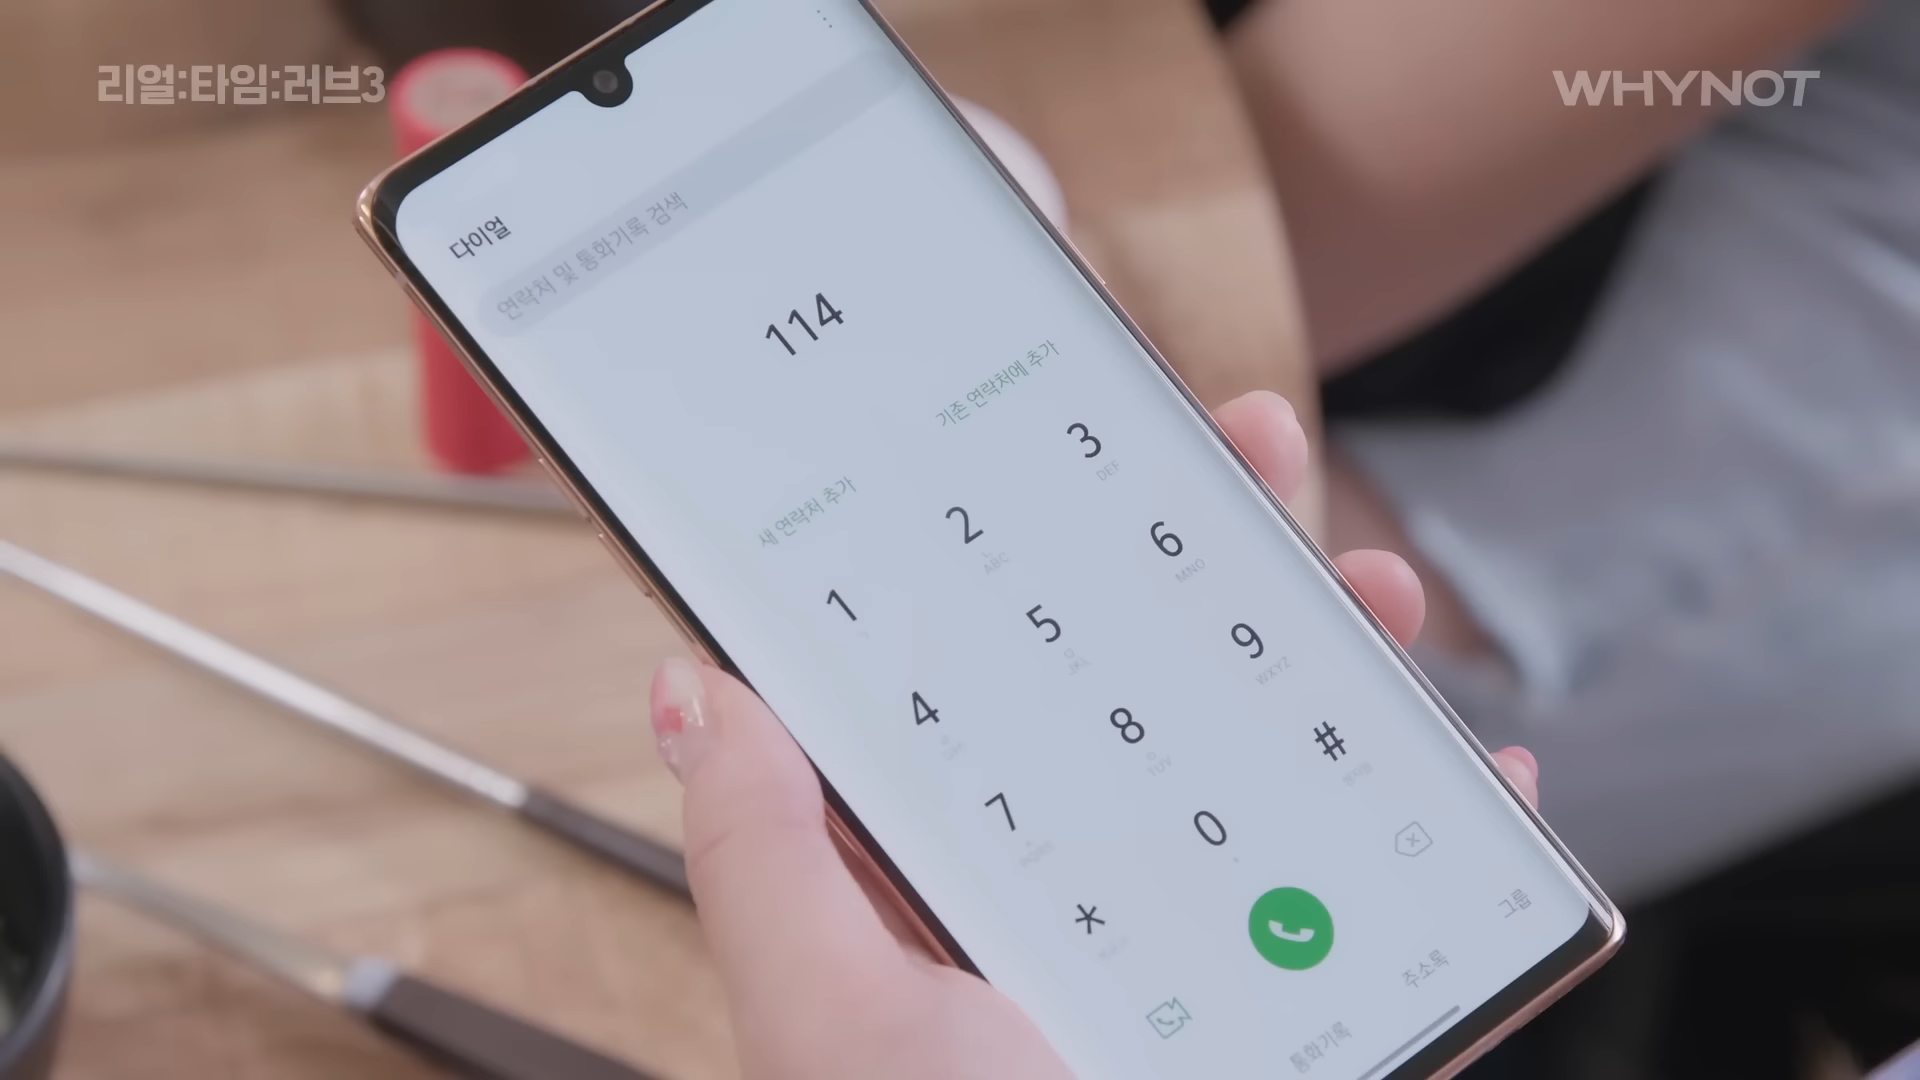 리얼:타임:러브3
WHYNOT
다이얼
연락처 및 통화기록 검색
114
새 연락처 추가
기존 연락처에 추가
1
2
ABC
3
DEF
4
5
JKL
6
MNO
7
8
TUV
9
WXYZ
*
0
#
통화기록
주소록
그룹